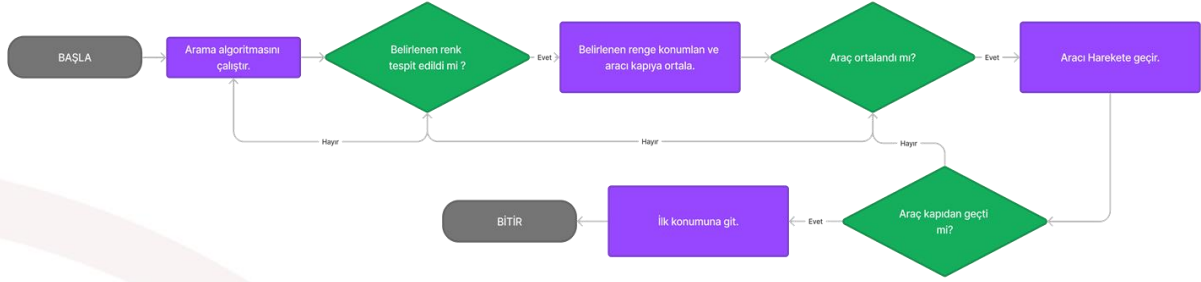 BAŞLA
Arama algoritmasını
çalıştır.
Belirlenen renk
tespit edildi mi ?
Evet
Belirlenen renge konumlan ve
aracı kapıya ortala.
Araç ortalandı mı?
Evet
Aracı Harekete geçir.
Hayır
Hayır
Hayır
BİTİR
İlk konumuna git.
Evet
Araç kapıdan geçti
mi?